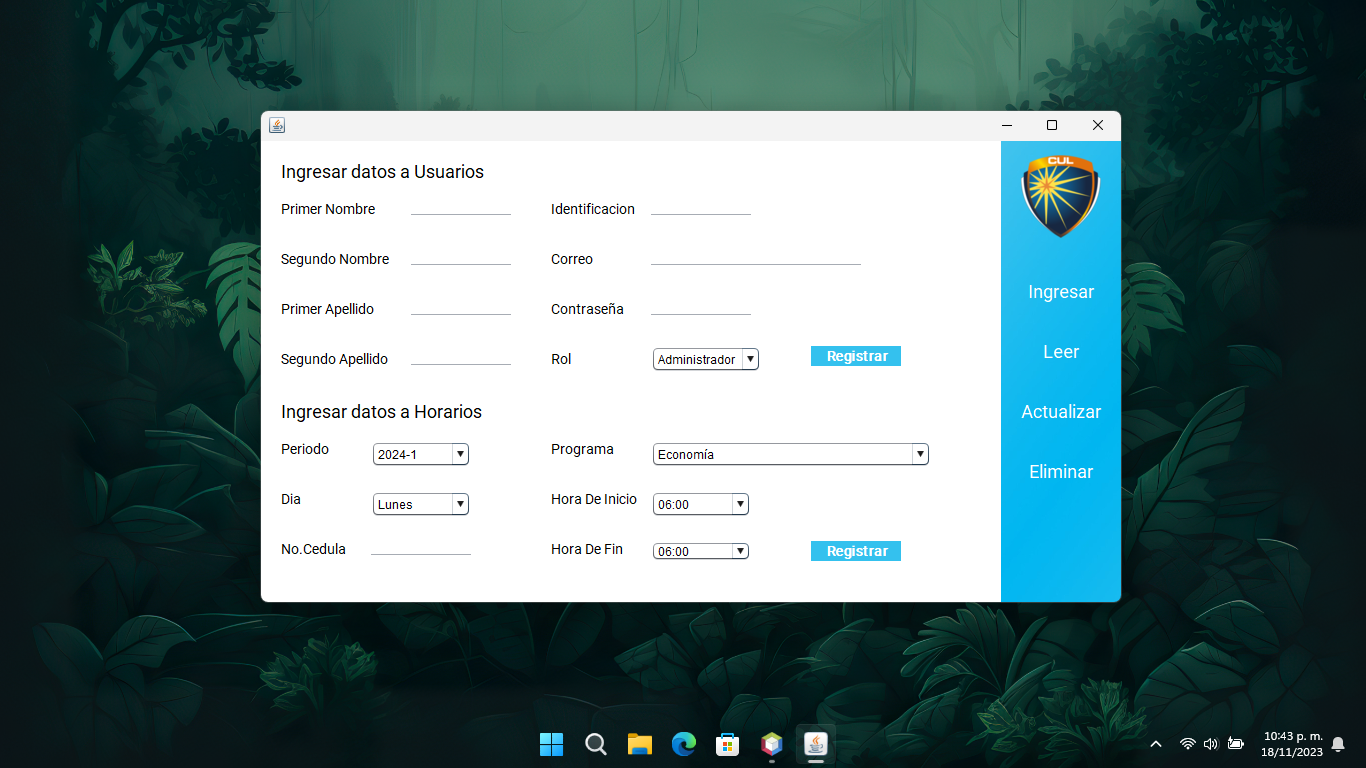 CUL
Ingresar datos a Usuarios
Primer Nombre
Identificacion
Segundo Nombre
Correo
Primer Apellido
Contraseña
Segundo Apellido
Rol
Administrador
Registrar
Ingresar datos a Horarios
Periodo
2024-1
Programa
Economía
Dia
Lunes
Hora De Inicio
06:00
No.Cedula
Hora De Fin
06:00
Registrar
Ingresar
Leer
Actualizar
Eliminar
10:43 p. m.
18/11/2023